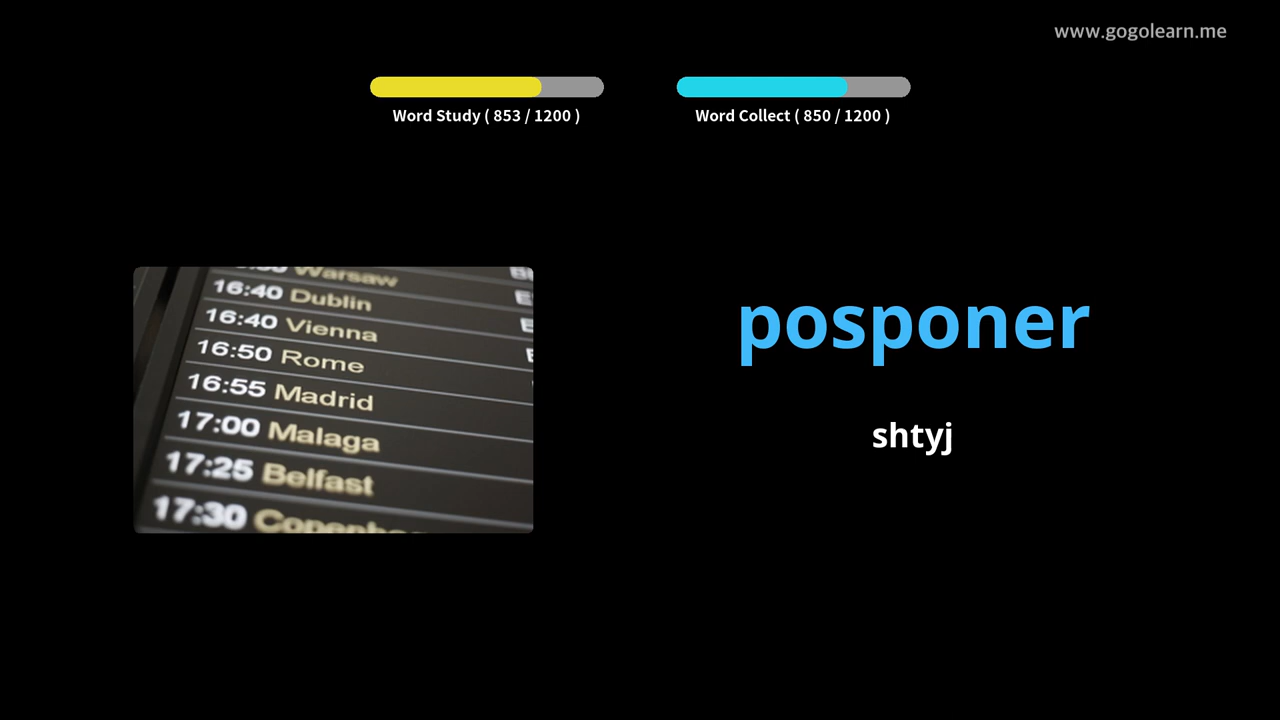 www.gogolearn.me
Word Study ( 853 / 1200 )
Word Collect ( 850 / 1200 )
Warsaw
16:40 Dublin
16:40 Vienna
16:50 Rome
16:55 Madrid
17:00 Malaga
17:25 Belfast
17:30
posponer
shtyj